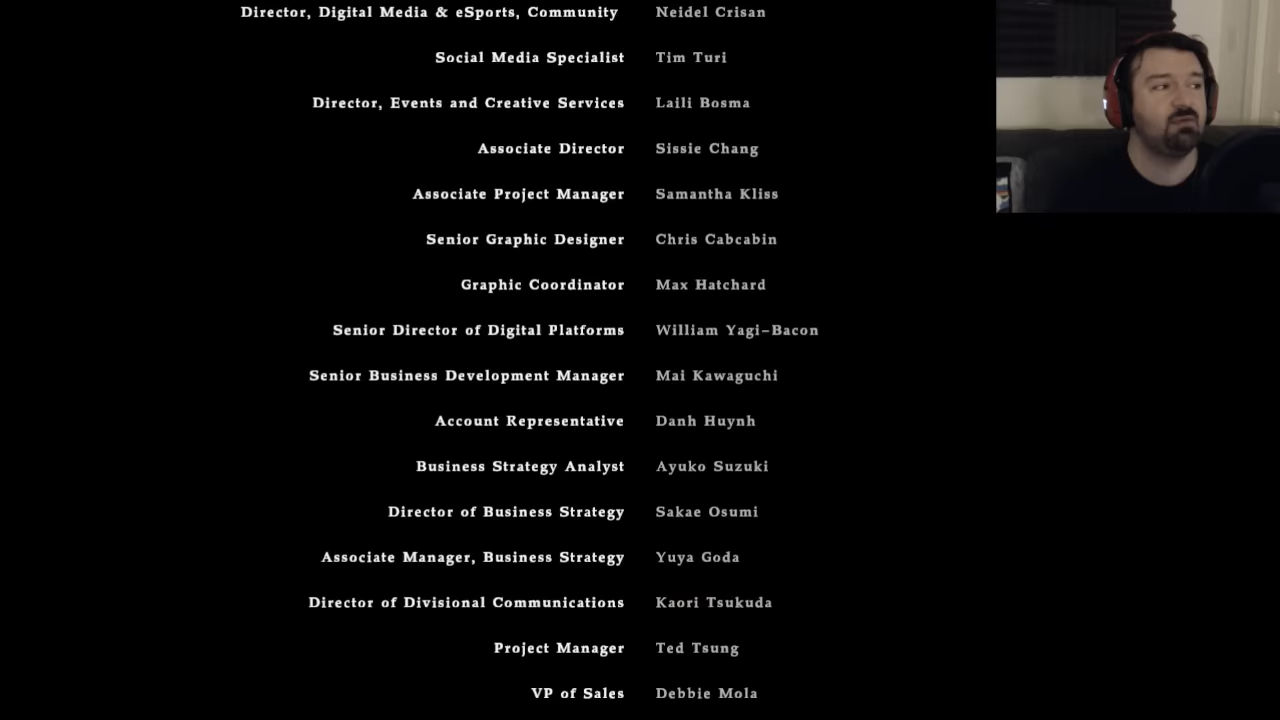 Director, Digital Media & eSports, Community Neidel Crisan
Social Media Specialist Tim Turi
Director, Events and Creative Services Laili Bosma
Associate Director Sissie Chang
Associate Project Manager Samantha Kliss
Senior Graphic Designer Chris Cabcabin
Graphic Coordinator Max Hatchard
Senior Director of Digital Platforms William Yagi-Bacon
Senior Business Development Manager Mai Kawaguchi
Account Representative Danh Huynh
Business Strategy Analyst Ayuko Suzuki
Director of Business Strategy Sakae Osumi
Associate Manager, Business Strategy Yuya Goda
Director of Divisional Communications Kaori Tsukuda
Project Manager Ted Tsung
VP of Sales Debbie Mola